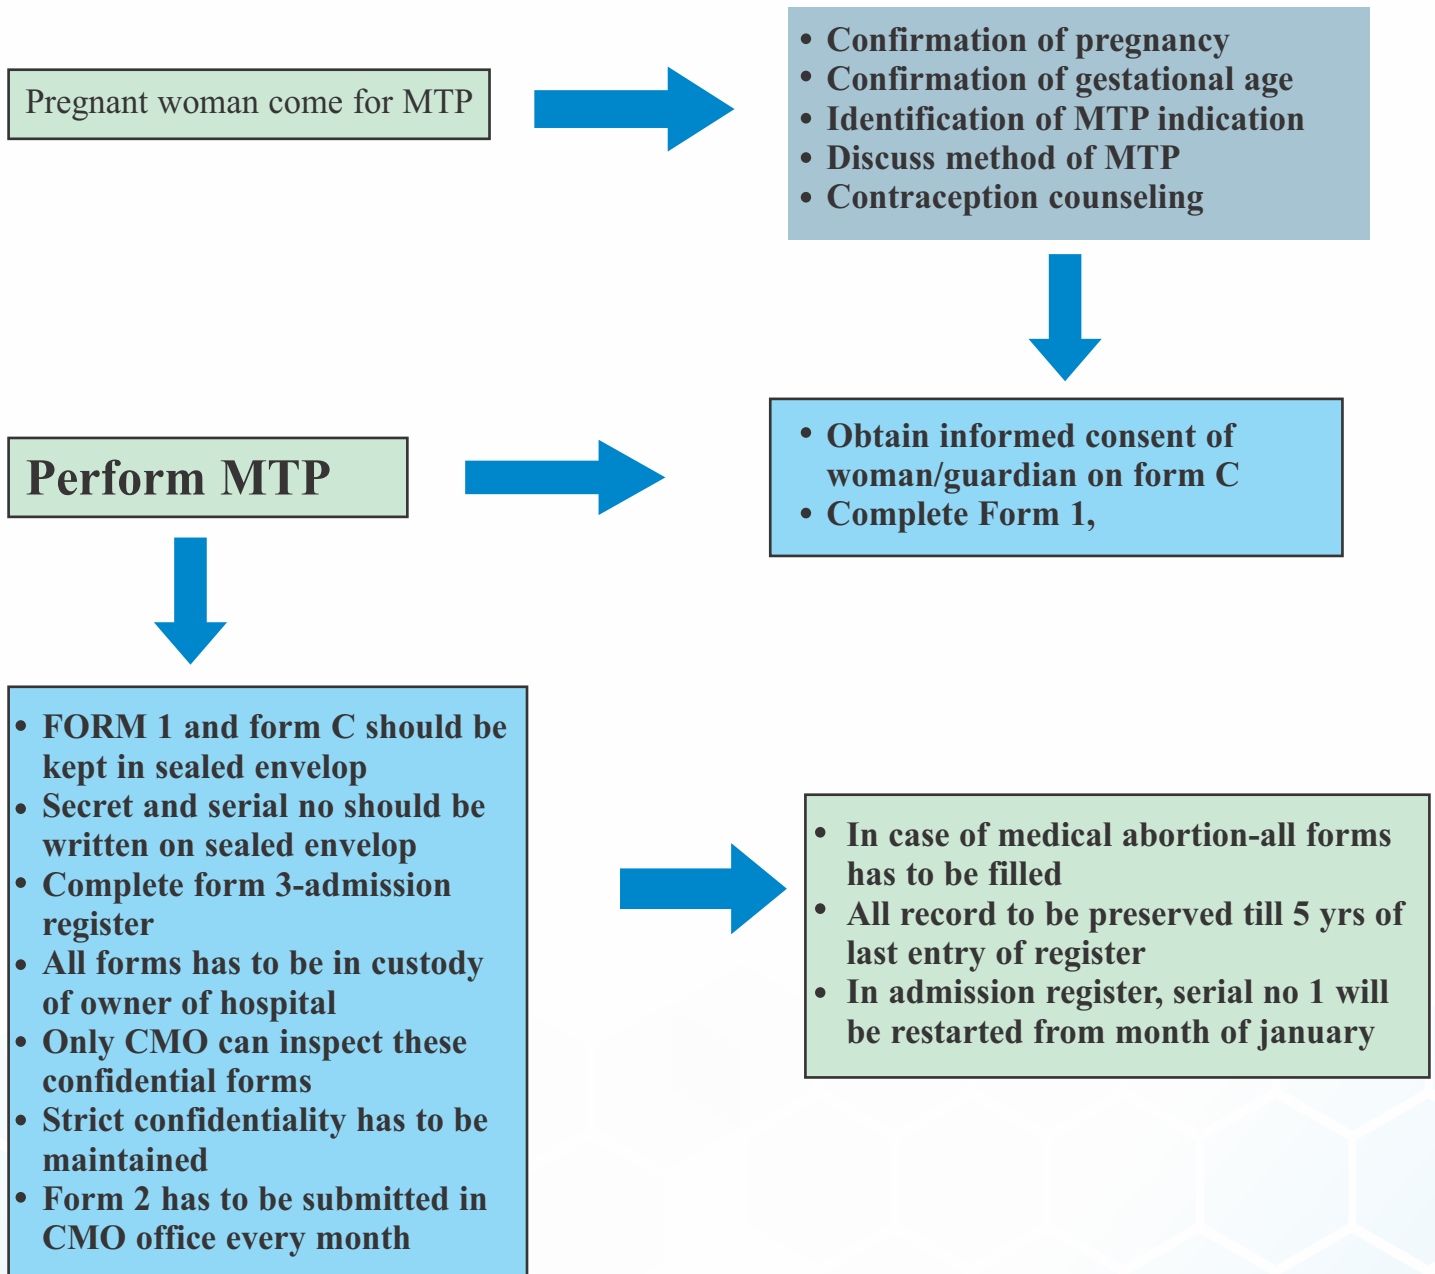 Pregnant woman come for MTP
• Confirmation of pregnancy
• Confirmation of gestational age
• Identification of MTP indication
• Discuss method of MTP
• Contraception counseling
Perform MTP
• Obtain informed consent of
woman/guardian on form C
• Complete Form 1,
• FORM 1 and form C should be
kept in sealed envelop
• Secret and serial no should be
written on sealed envelop
• Complete form 3-admission
register
• All forms has to be in custody
of owner of hospital
• Only CMO can inspect these
confidential forms
• Strict confidentiality has to be
maintained
• Form 2 has to be submitted in
CMO office every month
• In case of medical abortion-all forms
has to be filled
• All record to be preserved till 5 yrs of
last entry of register
• In admission register, serial no 1 will
be restarted from month of january